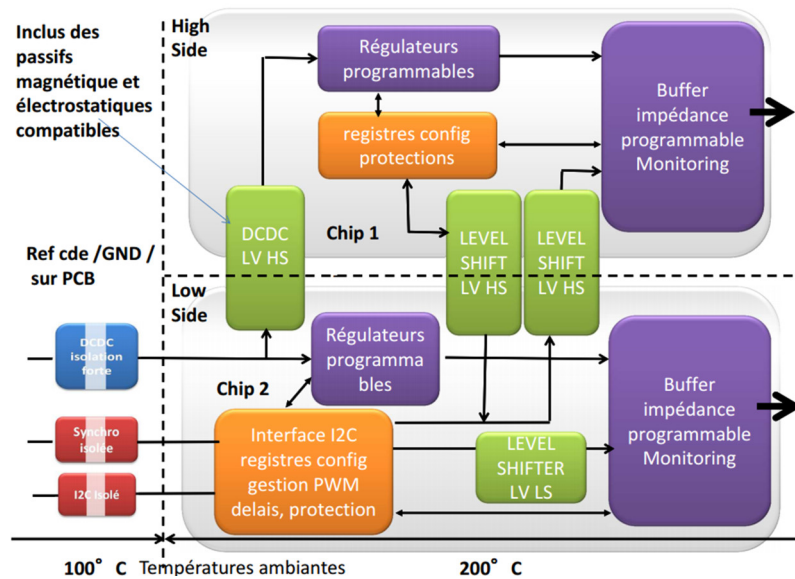 Inclus des
passifs
magnétique et
électrostatiques
compatibles
High
Side
Régulateurs
programmables
registres config
protections
Buffer
impédance
programmable
Monitoring
DCDC
LV HS
Chip 1
LEVEL
SHIFT
LV HS
LEVEL
SHIFT
LV HS
Ref cde /GND /
sur PCB
Low
Side
DCDC
isolation
forte
Régulateurs
programma
bles
Chip 2
Synchro
isolée
I2C Isolé
Interface I2C
registres config
gestion PWM
delais, protection
LEVEL
SHIFTER
LV LS
Buffer
impédance
programmable
Monitoring
100° C Températures ambiantes 200° C